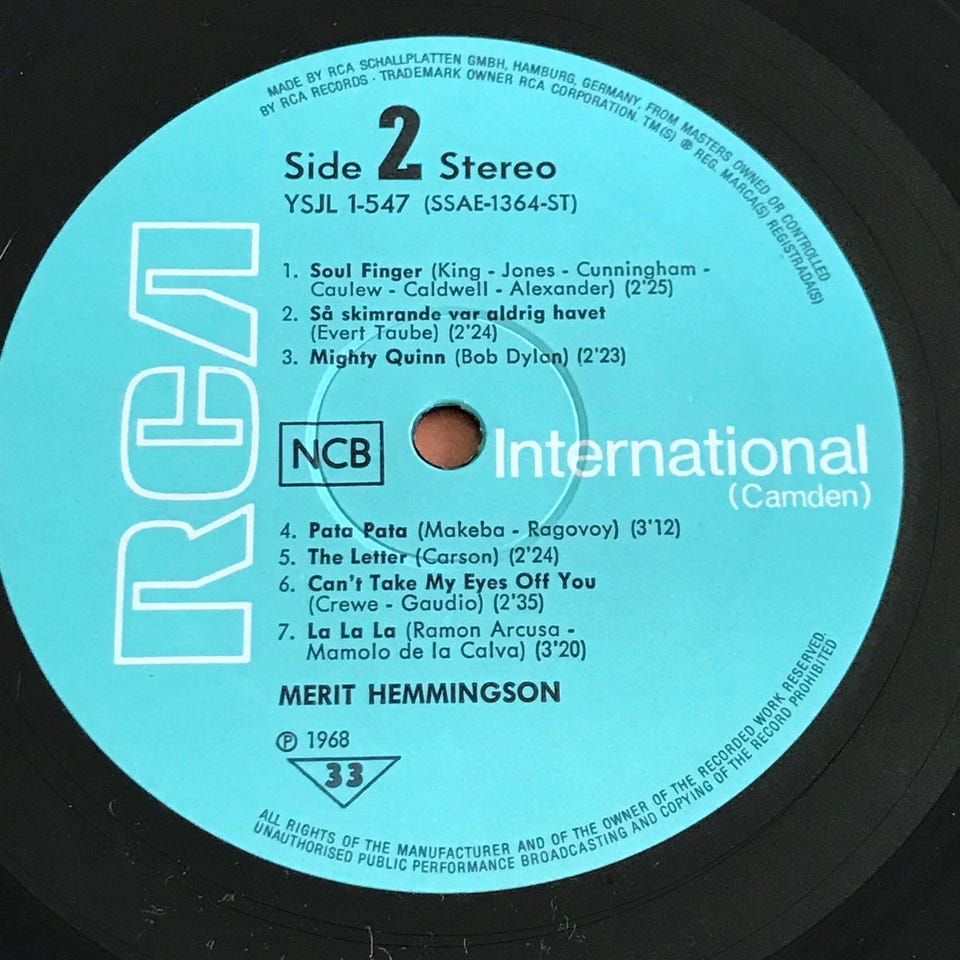 MADE BY RCA SCHALLPLATTEN GMBH, HAMBURG, GERMANY, FROM MASTERS OWNED OR CONTROLLED
BY RCA RECORDS · TRADEMARK OWNER RCA CORPORATION. TM(S) ® REG. MARCA(S) REGISTRADA(S)
Side 2 Stereo
YSJL 1-547 (SSAE-1364-ST)
RCA
1. Soul Finger (King - Jones - Cunningham -
Caulew - Caldwell - Alexander) (2'25)
2. Så skimrande var aldrig havet
(Evert Taube) (2'24)
3. Mighty Quinn (Bob Dylan) (2'23)
NCB
International
(Camden)
4. Pata Pata (Makeba - Ragovoy) (3'12)
5. The Letter (Carson) (2'24)
6. Can't Take My Eyes Off You
(Crewe - Gaudio) (2'35)
7. La La La (Ramon Arcusa -
Mamolo de la Calva) (3'20)
MERIT HEMMINGSON
℗ 1968
33
ALL RIGHTS OF THE MANUFACTURER AND OF THE OWNER OF THE RECORDED WORK RESERVED.
UNAUTHORISED PUBLIC PERFORMANCE BROADCASTING AND COPYING OF THE RECORD PROHIBITED